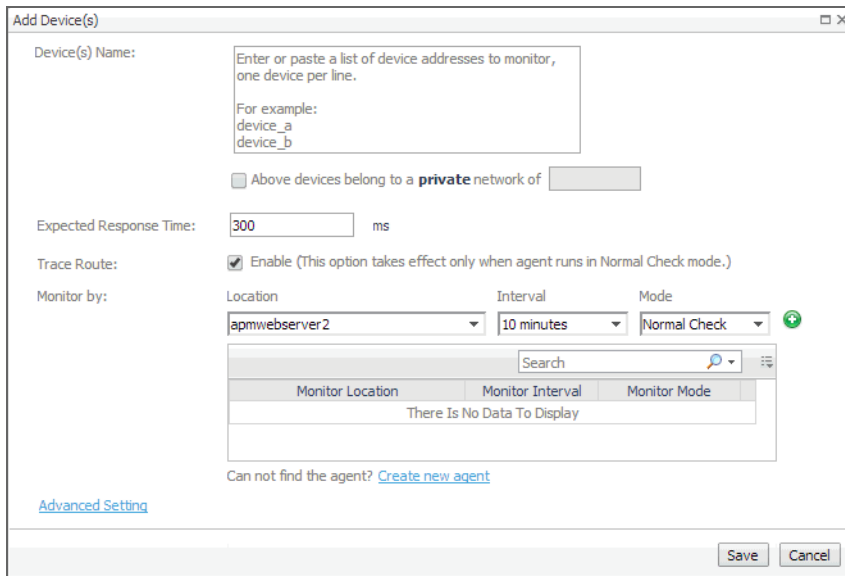 Add Device(s)
Device(s) Name:
Enter or paste a list of device addresses to monitor,
one device per line.
For example:
device_a
device_b
Above devices belong to a private network of
Expected Response Time:
300
ms
Trace Route:
Enable (This option takes effect only when agent runs in Normal Check mode.)
Monitor by:
Location
Interval
Mode
apmwebserver2
10 minutes
Normal Check
Search
Monitor Location
Monitor Interval
Monitor Mode
There Is No Data To Display
Can not find the agent? Create new agent
Advanced Setting
Save
Cancel